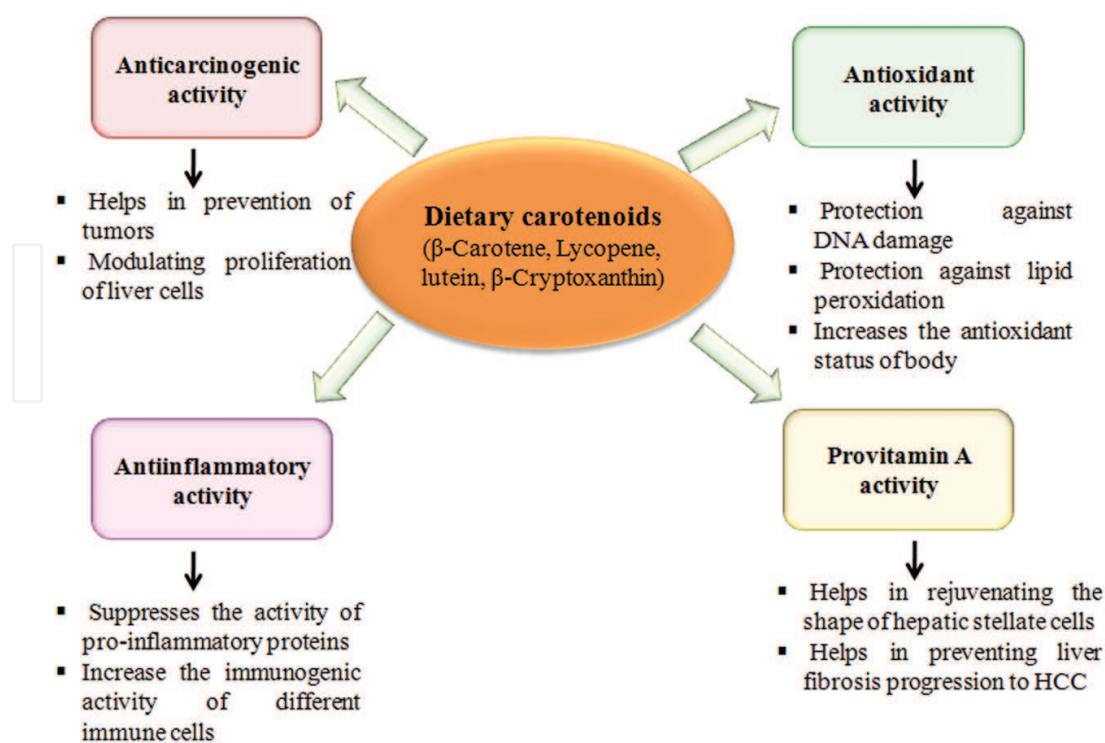 Anticarcinogenic
activity
▪ Helps in prevention of
tumors
▪ Modulating proliferation
of liver cells
Dietary carotenoids
(β-Carotene, Lycopene,
lutein, β-Cryptoxanthin)
Antioxidant
activity
▪ Protection against
DNA damage
▪ Protection against lipid
peroxidation
▪ Increases the antioxidant
status of body
Antiinflammatory
activity
▪ Suppresses the activity of
pro-inflammatory proteins
▪ Increase the immunogenic
activity of different
immune cells
Provitamin A
activity
▪ Helps in rejuvenating the
shape of hepatic stellate cells
▪ Helps in preventing liver
fibrosis progression to HCC